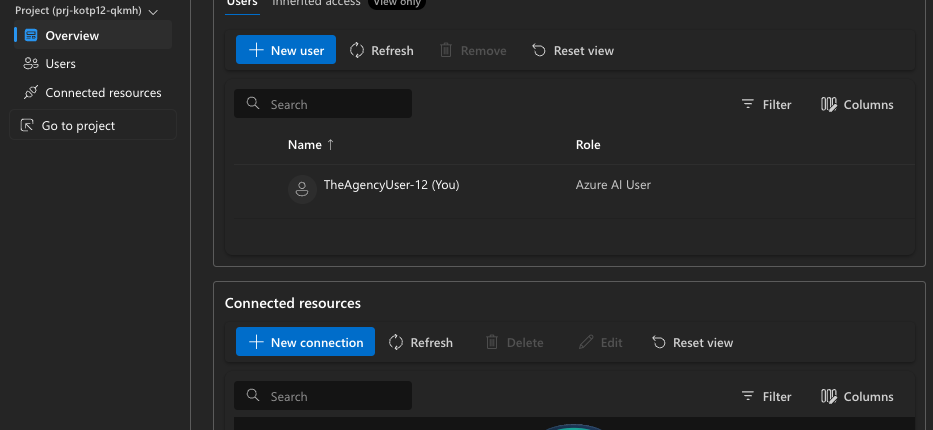 Project (prj-kotp12-qkmh)
Overview
Users
Connected resources
Go to project
Users Inherited access View only
New user Refresh Remove Reset view
Search Filter Columns
Name ↑ Role
TheAgencyUser-12 (You) Azure AI User
Connected resources
New connection Refresh Delete Edit Reset view
Search Filter Columns